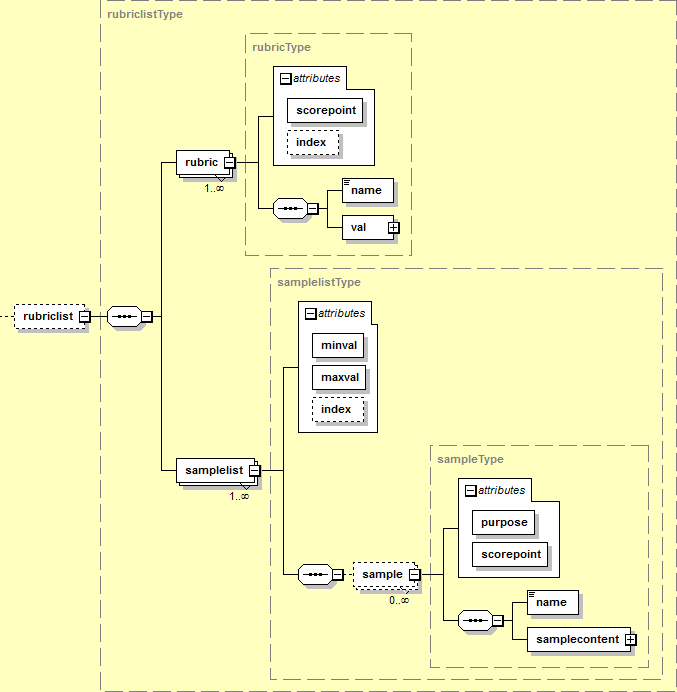 rubriclistType
rubricType
attributes
scorepoint
index
rubric
1..∞
name
val
samplelistType
attributes
rubriclist
minval
maxval
index
sampleType
samplelist
1..∞
attributes
purpose
scorepoint
sample
0..∞
name
samplecontent